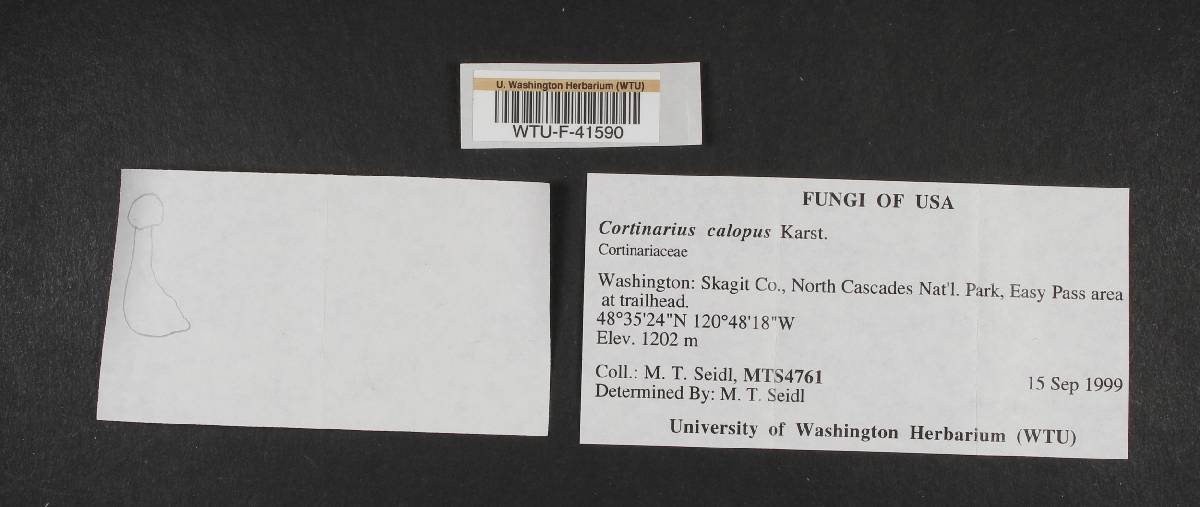 U. Washington Herbarium (WTU)
WTU-F-41590
FUNGI OF USA
Cortinarius calopus Karst.
Cortinariaceae
Washington: Skagit Co., North Cascades Nat'l. Park, Easy Pass area
at trailhead.
48°35'24"N 120°48'18"W
Elev. 1202 m
Coll.: M. T. Seidl, MTS4761 15 Sep 1999
Determined By: M. T. Seidl
University of Washington Herbarium (WTU)